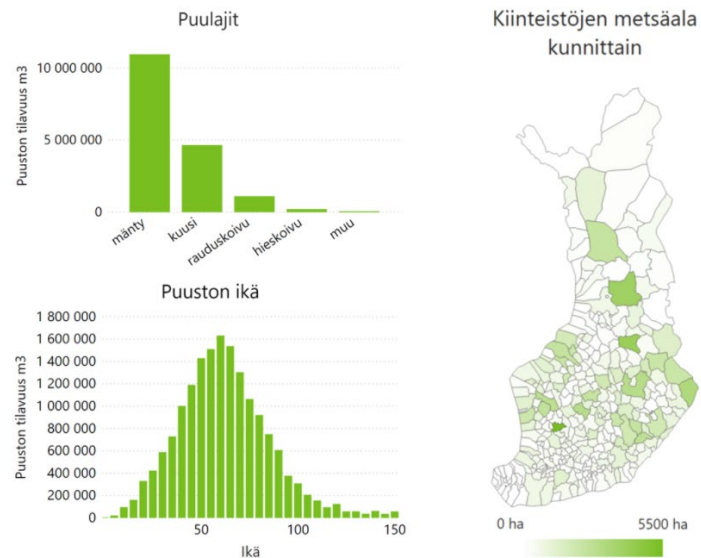 Puulajit
Puuston tilavuus m3
10 000 000
5 000 000
0
mänty
kuusi
rauduskoivu
hieskoivu
muu
Puuston ikä
Puuston tilavuus m3
1 800 000
1 600 000
1 400 000
1 200 000
1 000 000
800 000
600 000
400 000
200 000
0
50
100
150
Ikä
Kiinteistöjen metsäala
kunnittain
0 ha
5500 ha